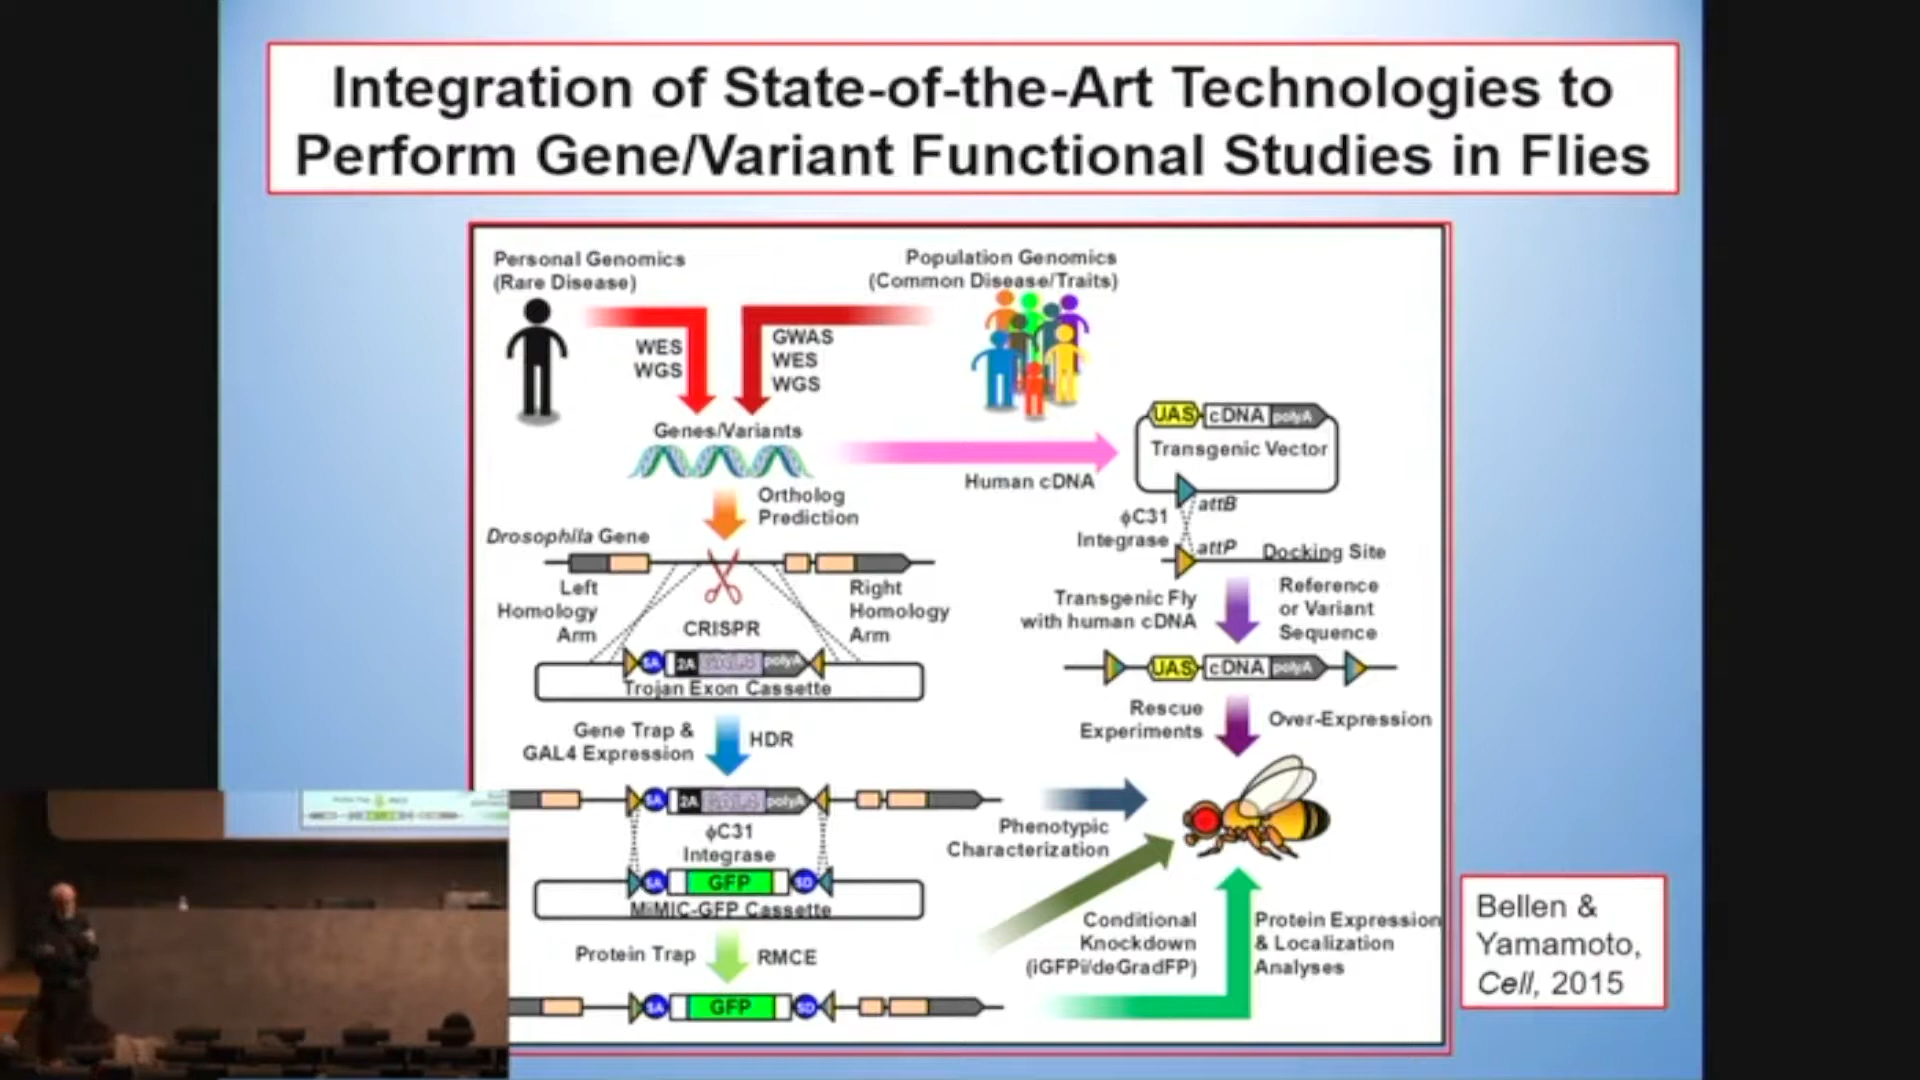 Integration of State-of-the-Art Technologies to
Perform Gene/Variant Functional Studies in Flies
Personal Genomics
(Rare Disease)
Population Genomics
(Common Disease/Traits)
WES
WGS
GWAS
WES
WGS
Genes/Variants
Human cDNA
UAS cDNA polyA
Transgenic Vector
attB
ϕC31
Integrase
attP
Docking Site
Ortholog
Prediction
Drosophila Gene
Left
Homology
Arm
CRISPR
Right
Homology
Arm
SA 2A GAL4 polyA
Trojan Exon Cassette
Transgenic Fly
with human cDNA
Reference
or Variant
Sequence
UAS cDNA polyA
Rescue
Experiments
Over-Expression
Gene Trap &
GAL4 Expression
HDR
SA 2A GAL4 polyA
ϕC31
Integrase
SA GFP SD
MiMIC-GFP Cassette
Phenotypic
Characterization
Protein Trap
RMCE
SA GFP SD
Conditional
Knockdown
(iGFPi/deGradFP)
Protein Expression
& Localization
Analyses
Bellen &
Yamamoto,
Cell, 2015